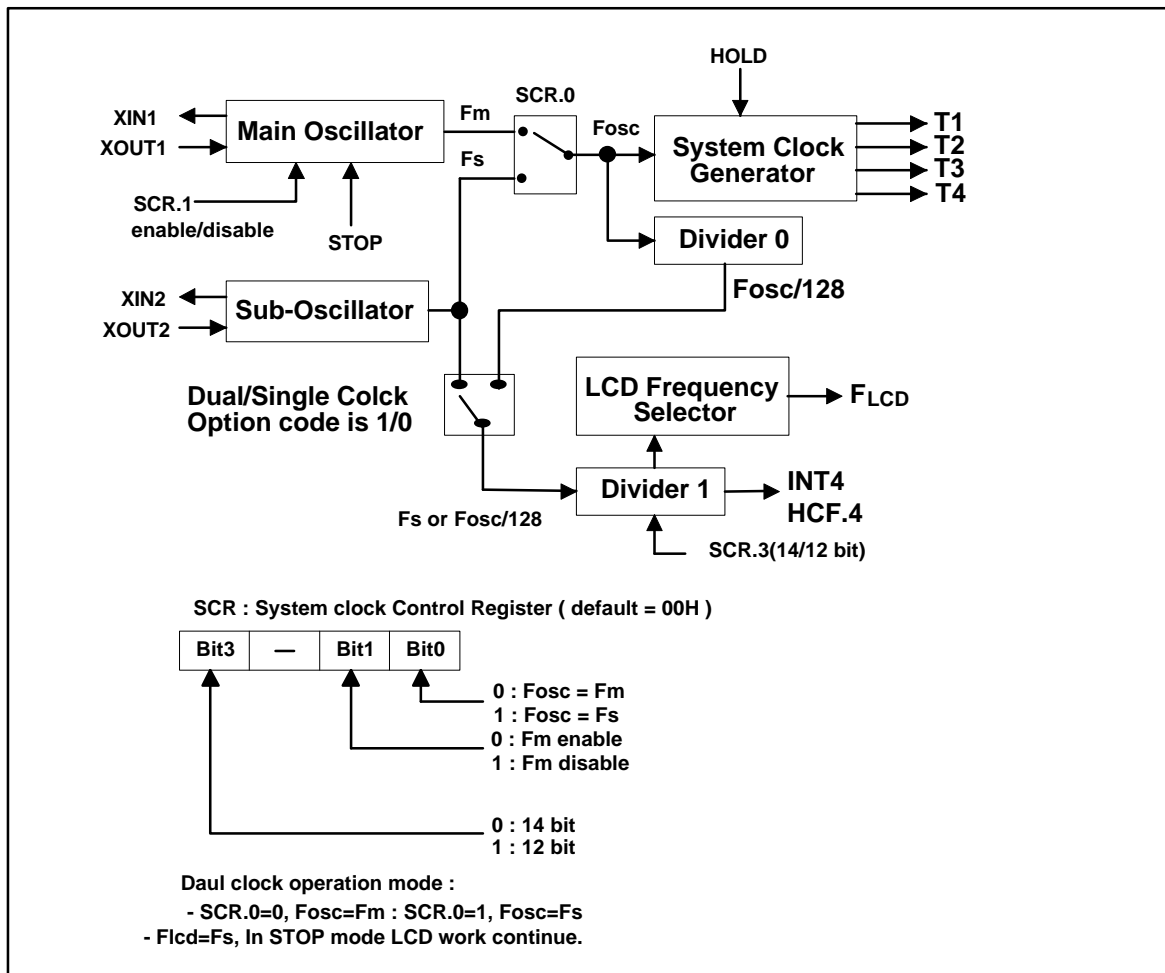 HOLD
SCR.0
XIN1
XOUT1
Main Oscillator
Fm
Fs
Fosc
System Clock
Generator
T1
T2
T3
T4
SCR.1
enable/disable
STOP
Divider 0
Fosc/128
XIN2
XOUT2
Sub-Oscillator
Dual/Single Colck
Option code is 1/0
LCD Frequency
Selector
FLCD
Divider 1
INT4
HCF.4
Fs or Fosc/128
SCR.3(14/12 bit)
SCR : System clock Control Register ( default = 00H )
Bit3 — Bit1 Bit0
0 : Fosc = Fm
1 : Fosc = Fs
0 : Fm enable
1 : Fm disable
0 : 14 bit
1 : 12 bit
Daul clock operation mode :
- SCR.0=0, Fosc=Fm : SCR.0=1, Fosc=Fs
- Flcd=Fs, In STOP mode LCD work continue.